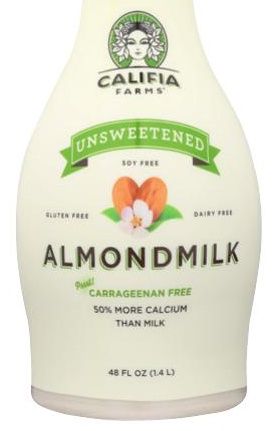 CALIFIA
FARMS
UNSWEETENED
SOY FREE
GLUTEN FREE
DAIRY FREE
ALMONDMILK
Psst!
CARRAGEENAN FREE
50% MORE CALCIUM
THAN MILK
48 FL OZ (1.4 L)